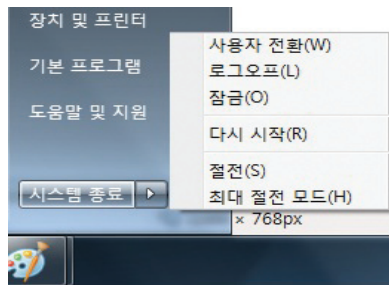 장치 및 프린터
기본 프로그램
도움말 및 지원
시스템 종료
사용자 전환(W)
로그오프(L)
잠금(O)
다시 시작(R)
절전(S)
최대 절전 모드(H)
× 768px